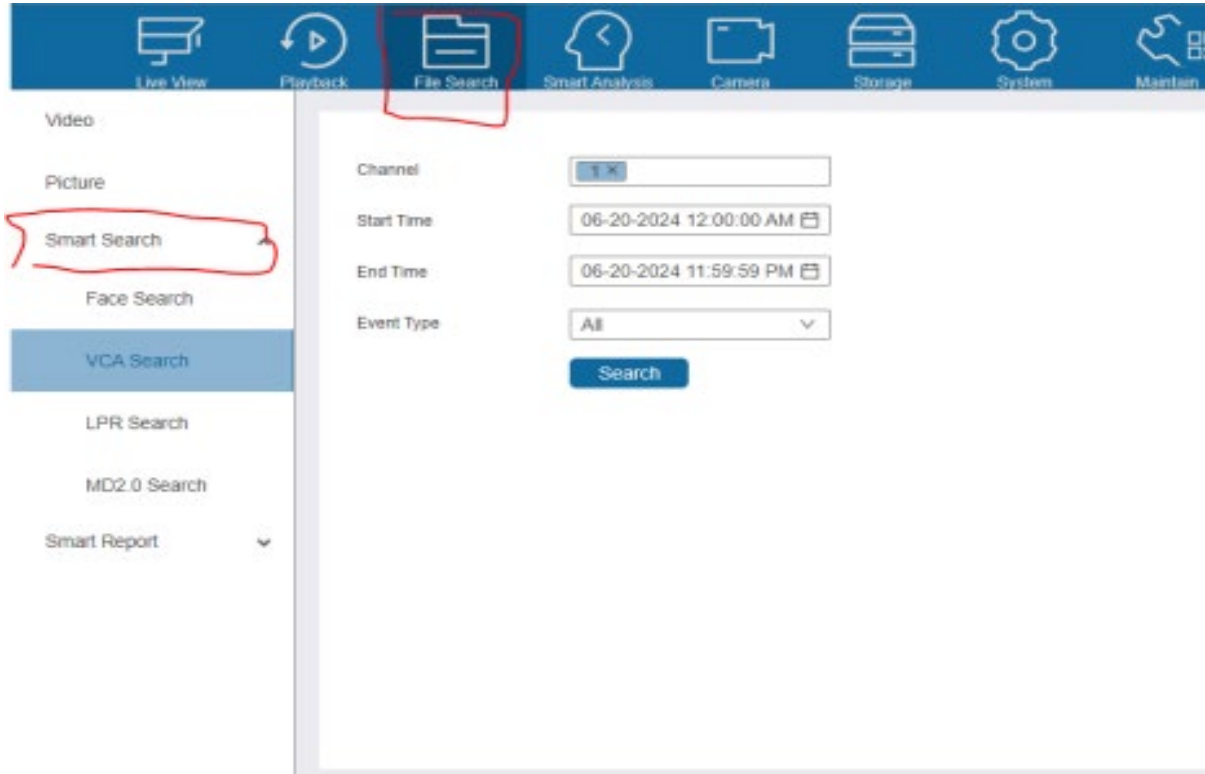 Live View Playback File Search Smart Analysis Camera Storage System Maintain
Video
Picture
Smart Search
Face Search
VCA Search
LPR Search
MD2.0 Search
Smart Report
Channel 1 ×
Start Time 06-20-2024 12:00:00 AM
End Time 06-20-2024 11:59:59 PM
Event Type All
Search